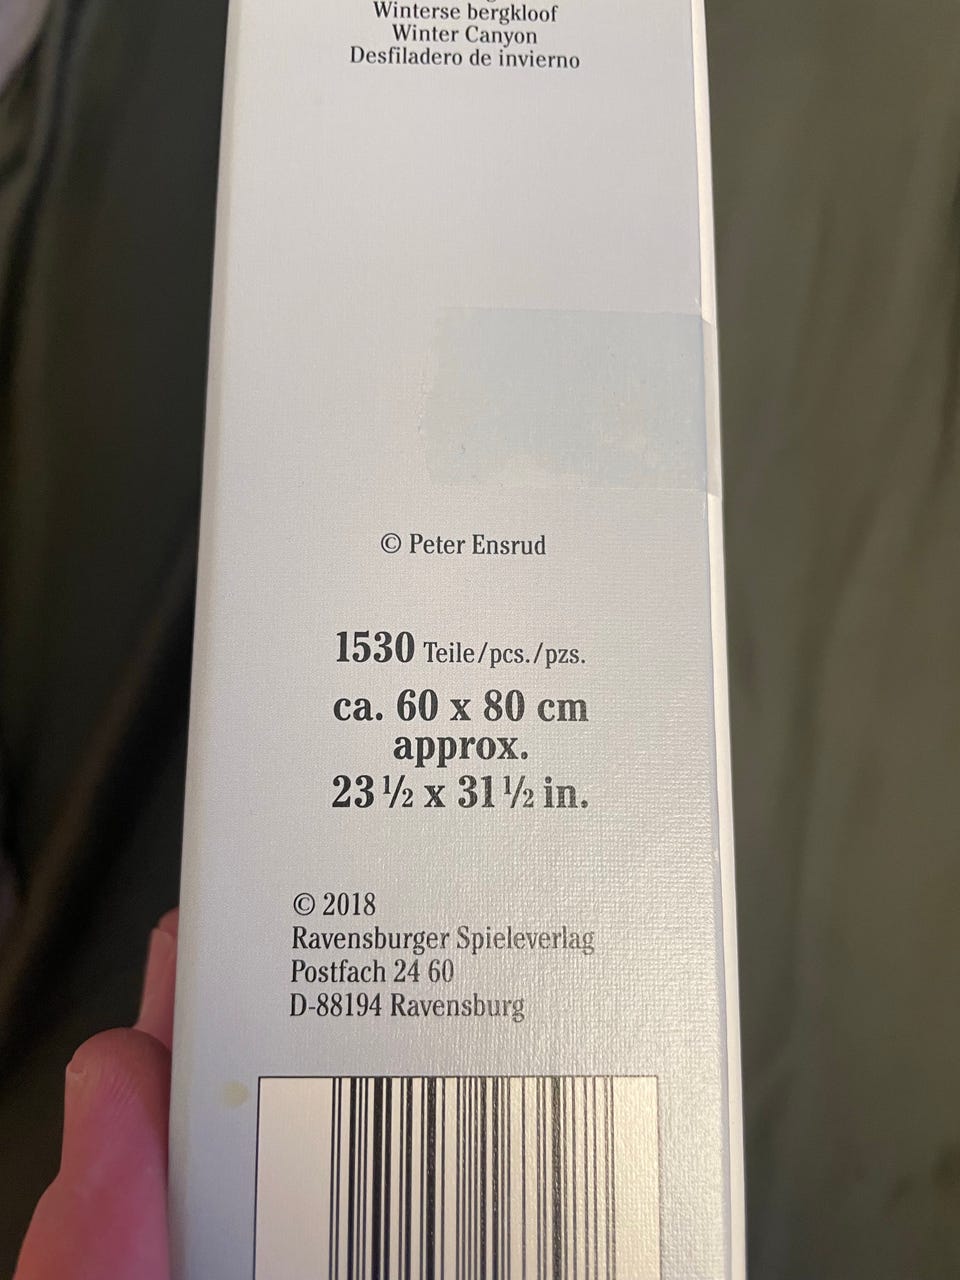 Winterse bergkloof
Winter Canyon
Desfiladero de invierno
© Peter Ensrud
1530 Teile/pcs./pzs.
ca. 60 x 80 cm
approx.
23 ½ x 31 ½ in.
© 2018
Ravensburger Spieleverlag
Postfach 24 60
D-88194 Ravensburg